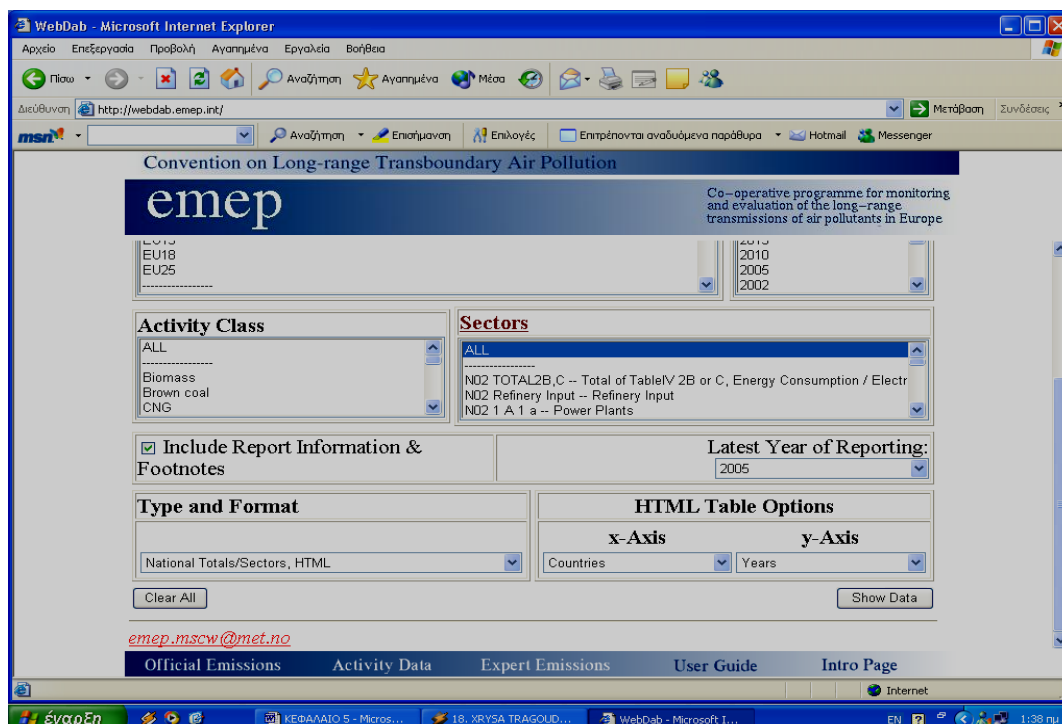 WebDab - Microsoft Internet Explorer
Αρχείο Επεξεργασία Προβολή Αγαπημένα Εργαλεία Βοήθεια
Πίσω Αναζήτηση Αγαπημένα Μέσα
Διεύθυνση http://webdab.emep.int/ Μετάβαση Συνδέσεις »
msn Αναζήτηση Επισήμανση Επιλογές Επιτρέπονται αναδυόμενα παράθυρα Hotmail Messenger
Convention on Long-range Transboundary Air Pollution
emep
Co-operative programme for monitoring
and evaluation of the long-range
transmissions of air pollutants in Europe
EU18 2010
EU25 2005
----------------- 2002
Activity Class Sectors
ALL ALL
----------------- -----------------
Biomass N02 TOTAL2B,C -- Total of TableIV 2B or C, Energy Consumption / Electr
Brown coal N02 Refinery Input -- Refinery Input
CNG N02 1 A 1 a -- Power Plants
Include Report Information & Footnotes
Latest Year of Reporting:
2005
Type and Format HTML Table Options
x-Axis y-Axis
National Totals/Sectors, HTML Countries Years
Clear All Show Data
emep.mscw@met.no
Official Emissions Activity Data Expert Emissions User Guide Intro Page
Internet
έναρξη ΚΕΦΑΛΑΙΟ 5 - Micros... 18. XRYSA TRAGOUD... WebDab - Microsoft I... EN 1:38 πμ